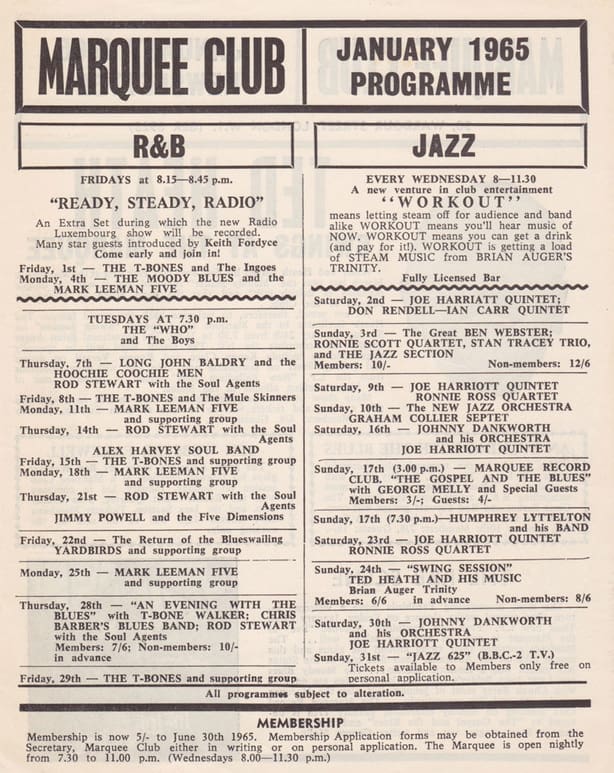 MARQUEE CLUB
JANUARY 1965
PROGRAMME
R&B
FRIDAYS at 8.15—8.45 p.m.
"READY, STEADY, RADIO"
An Extra Set during which the new Radio
Luxembourg show will be recorded.
Many star guests introduced by Keith Fordyce
Come early and join in!
Friday, 1st — THE T-BONES and The Ingoes
Monday, 4th — THE MOODY BLUES and the
MARK LEEMAN FIVE
TUESDAYS AT 7.30 p.m.
THE "WHO"
and The Boys
Thursday, 7th — LONG JOHN BALDRY and the
HOOCHIE COOCHIE MEN
ROD STEWART with the Soul Agents
Friday, 8th — THE T-BONES and The Mule Skinners
Monday, 11th — MARK LEEMAN FIVE
and supporting group
Thursday, 14th — ROD STEWART with the Soul
Agents
ALEX HARVEY SOUL BAND
Friday, 15th — THE T-BONES and supporting group
Monday, 18th — MARK LEEMAN FIVE
and supporting group
Thursday, 21st — ROD STEWART with the Soul
Agents
JIMMY POWELL and the Five Dimensions
Friday, 22nd — The Return of the Blueswailing
YARDBIRDS and supporting group
Monday, 25th — MARK LEEMAN FIVE
and supporting group
Thursday, 28th — "AN EVENING WITH THE
BLUES" with T-BONE WALKER; CHRIS
BARBER'S BLUES BAND; ROD STEWART
with the Soul Agents
Members: 7/6; Non-members: 10/-
in advance
Friday, 29th — THE T-BONES and supporting group
JAZZ
EVERY WEDNESDAY 8—11.30
A new venture in club entertainment
"WORKOUT"
means letting steam off for audience and band
alike WORKOUT means you'll hear music of
NOW. WORKOUT means you can get a drink
(and pay for it!). WORKOUT is getting a load
of STEAM MUSIC from BRIAN AUGER'S
TRINITY.
Fully Licensed Bar
Saturday, 2nd — JOE HARRIATT QUINTET;
DON RENDELL—IAN CARR QUINTET
Sunday, 3rd — The Great BEN WEBSTER;
RONNIE SCOTT QUARTET, STAN TRACEY TRIO,
and THE JAZZ SECTION
Members: 10/- Non-members: 12/6
Saturday, 9th — JOE HARRIOTT QUINTET
RONNIE ROSS QUARTET
Sunday, 10th — The NEW JAZZ ORCHESTRA
GRAHAM COLLIER SEPTET
Saturday, 16th — JOHNNY DANKWORTH
and his ORCHESTRA
JOE HARRIOTT QUINTET
Sunday, 17th (3.00 p.m.) — MARQUEE RECORD
CLUB. "THE GOSPEL AND THE BLUES"
with GEORGE MELLY and Special Guests
Members: 3/-; Guests: 4/-
Sunday, 17th (7.30 p.m.)—HUMPHREY LYTTELTON
and his BAND
Saturday, 23rd — JOE HARRIOTT QUINTET
RONNIE ROSS QUARTET
Sunday, 24th — "SWING SESSION"
TED HEATH AND HIS MUSIC
Brian Auger Trinity
Members: 6/6 in advance Non-members: 8/6
Saturday, 30th — JOHNNY DANKWORTH
and his ORCHESTRA
JOE HARRIOTT QUINTET
Sunday, 31st — "JAZZ 625" (B.B.C.-2 T.V.)
Tickets available to Members only free on
personal application.
All programmes subject to alteration.
MEMBERSHIP
Membership is now 5/- to June 30th 1965. Membership Application forms may be obtained from the
Secretary, Marquee Club either in writing or on personal application. The Marquee is open nightly
from 7.30 to 11.00 p.m. (Wednesdays 8.00—11.30 p.m.)